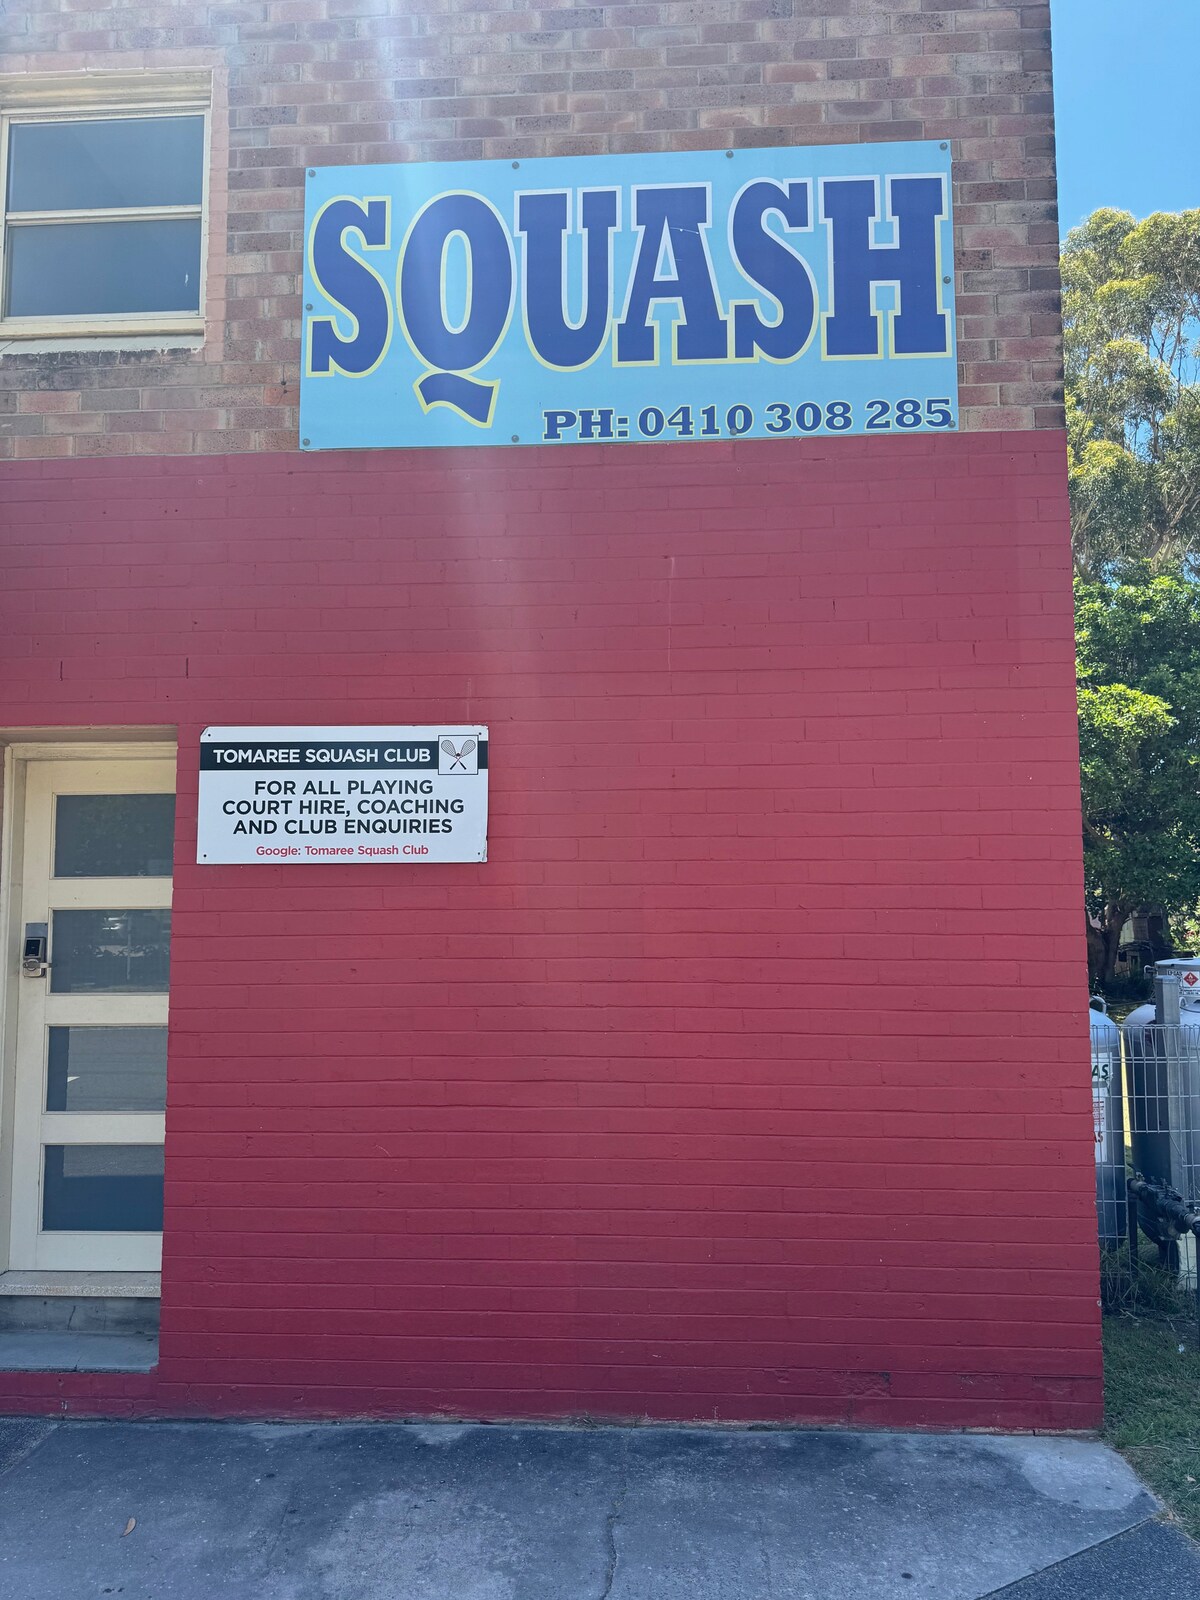 SQUASH
PH: 0410 308 285
TOMAREE SQUASH CLUB
FOR ALL PLAYING
COURT HIRE, COACHING
AND CLUB ENQUIRIES
Google: Tomaree Squash Club